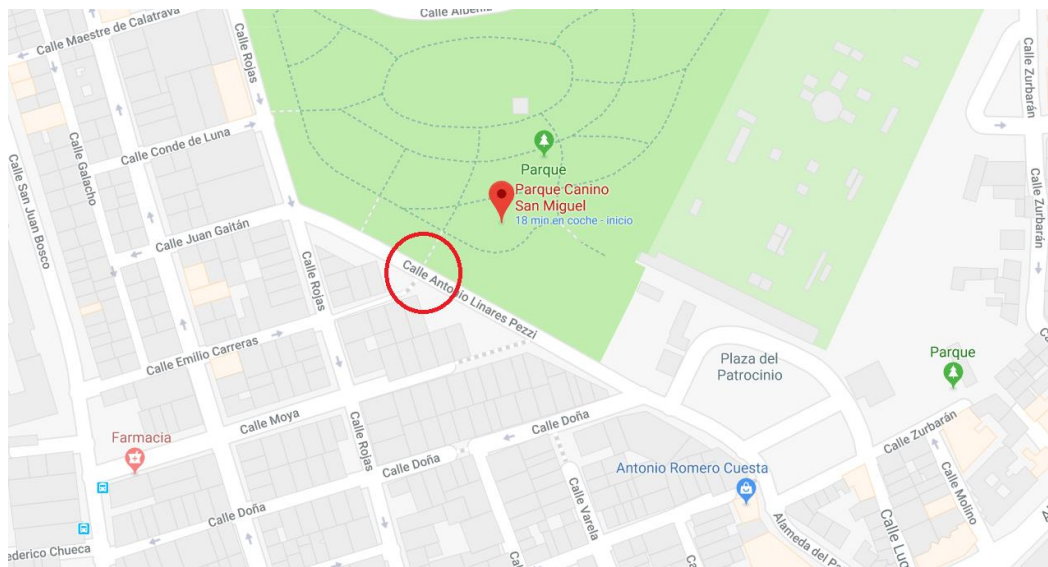 Calle Maestre de Calatrava
Calle Rojas
Calle Zurbarán
Calle Galacho
Calle Conde de Luna
Calle San Juan Bosco
Parque
Parque Canino
San Miguel
18 min en coche - inicio
Calle Zurbarán
Calle Juan Gaitán
Calle Rojas
Calle Antonio Linares Pezzi
Calle Emilio Carreras
Plaza del
Patrocinio
Parque
Calle Moya
Calle Rojas
Calle Doña
Calle Zurbarán
Farmacia
Calle Doña
Antonio Romero Cuesta
Calle Molino
Calle Varela
Calle Doña
Alameda del Pa
Calle Luc
ederico Chueca
Ca